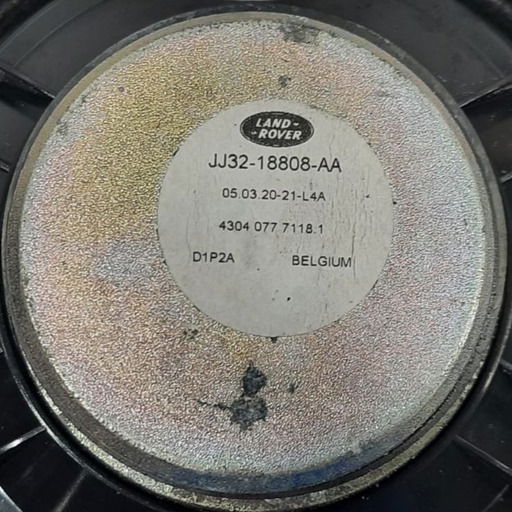 LAND-
-ROVER
JJ32-18808-AA
05.03.20-21-L4A
4304 077 7118.1
D1P2A BELGIUM